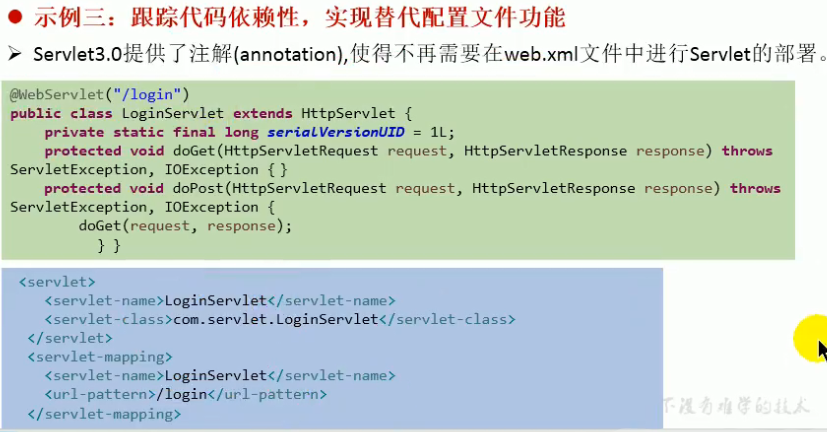 ● 示例三：跟踪代码依赖性，实现替代配置文件功能
➢ Servlet3.0提供了注解(annotation),使得不再需要在web.xml文件中进行Servlet的部署。
@WebServlet("/login")
public class LoginServlet extends HttpServlet {
    private static final long serialVersionUID = 1L;
    protected void doGet(HttpServletRequest request, HttpServletResponse response) throws
ServletException, IOException { }
    protected void doPost(HttpServletRequest request, HttpServletResponse response) throws
ServletException, IOException {
        doGet(request, response);
          } }
<servlet>
   <servlet-name>LoginServlet</servlet-name>
   <servlet-class>com.servlet.LoginServlet</servlet-class>
 </servlet>
 <servlet-mapping>
   <servlet-name>LoginServlet</servlet-name>
   <url-pattern>/login</url-pattern>
 </servlet-mapping>
没有难学的技术